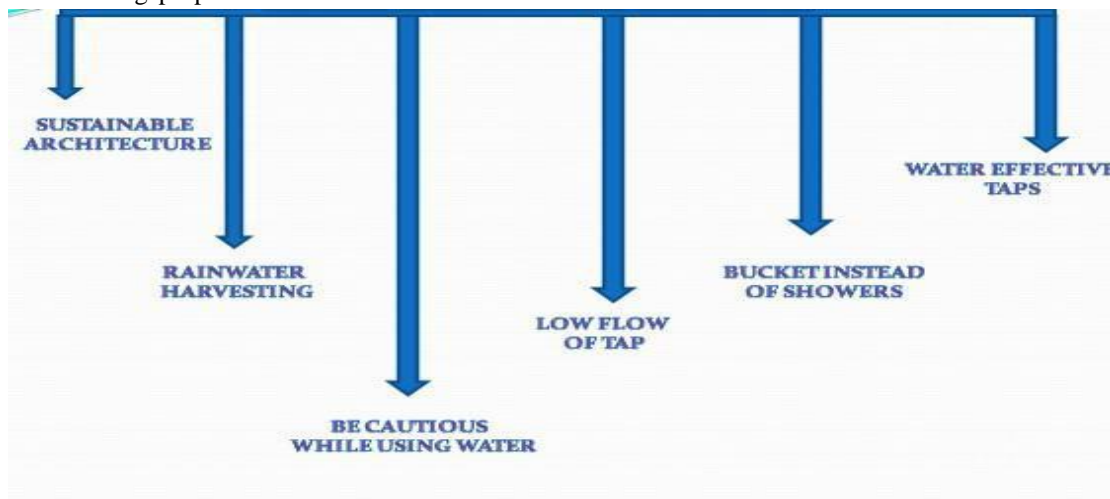 SUSTAINABLE
ARCHITECTURE
RAINWATER
HARVESTING
BE CAUTIOUS
WHILE USING WATER
LOW FLOW
OF TAP
BUCKET INSTEAD
OF SHOWERS
WATER EFFECTIVE
TAPS